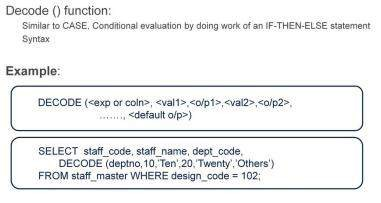 Decode () function:
Similar to CASE, Conditional evaluation by doing work of an IF-THEN-ELSE statement
Syntax
Example:
DECODE (<exp or coln>, <val1>,<o/p1>,<val2>,<o/p2>,
......., <default o/p>)
SELECT staff_code, staff_name, dept_code,
DECODE (deptno,10,'Ten',20,'Twenty','Others')
FROM staff_master WHERE design_code = 102;